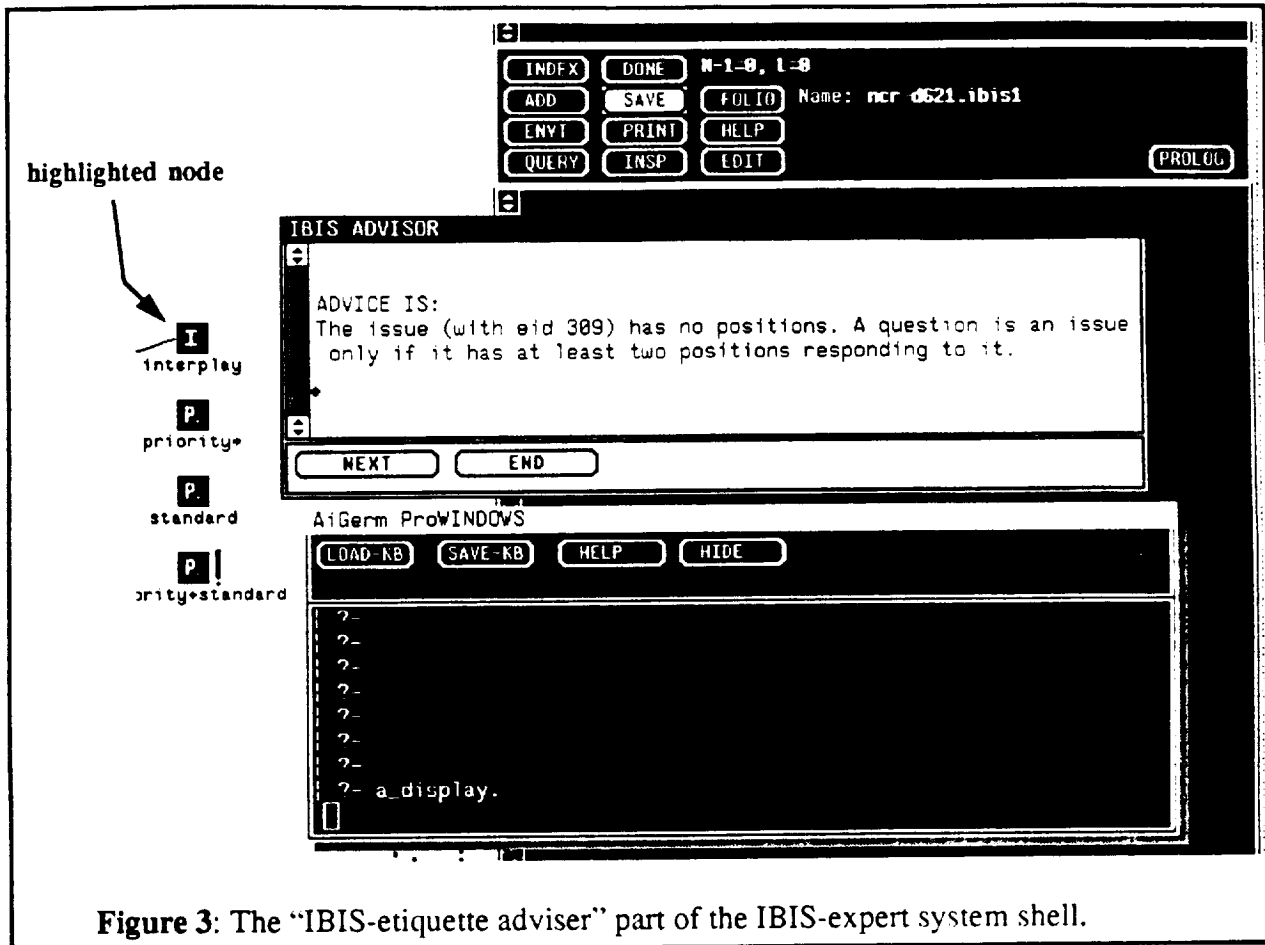 INDEX DONE N-1=0, L=0
ADD SAVE FOLIO Name: ncr d621.ibis1
ENVT PRINT HELP
QUERY INSP EDIT PROLOG
highlighted node
IBIS ADVISOR
ADVICE IS:
The issue (with eid 309) has no positions. A question is an issue
only if it has at least two positions responding to it.
I
interplay
P.
priority+
NEXT END
P.
standard
AiGerm ProWINDOWS
LOAD-KB SAVE-KB HELP HIDE
P !
ority+standard
?-
?-
?-
?-
?-
?-
?-
?- a_display.
Figure 3: The “IBIS-etiquette adviser” part of the IBIS-expert system shell.